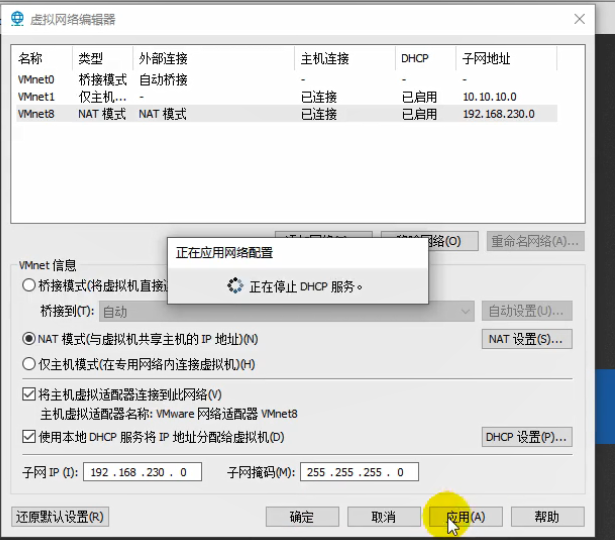 虚拟网络编辑器
名称 类型 外部连接 主机连接 DHCP 子网地址
VMnet0 桥接模式 自动桥接 - - -
VMnet1 仅主机... - 已连接 已启用 10.10.10.0
VMnet8 NAT 模式 NAT 模式 已连接 已启用 192.168.230.0
网络(O) 重命名网络(A)...
正在应用网络配置
正在停止 DHCP 服务。
VMnet 信息
桥接模式(将虚拟机直接
桥接到(T): 自动 自动设置(U)...
NAT 模式(与虚拟机共享主机的 IP 地址)(N) NAT 设置(S)...
仅主机模式(在专用网络内连接虚拟机)(H)
将主机虚拟适配器连接到此网络(V)
主机虚拟适配器名称: VMware 网络适配器 VMnet8
使用本地 DHCP 服务将 IP 地址分配给虚拟机(D) DHCP 设置(P)...
子网 IP (I): 192 .168 .230 . 0 子网掩码(M): 255 .255 .255 . 0
还原默认设置(R) 确定 取消 应用(A) 帮助